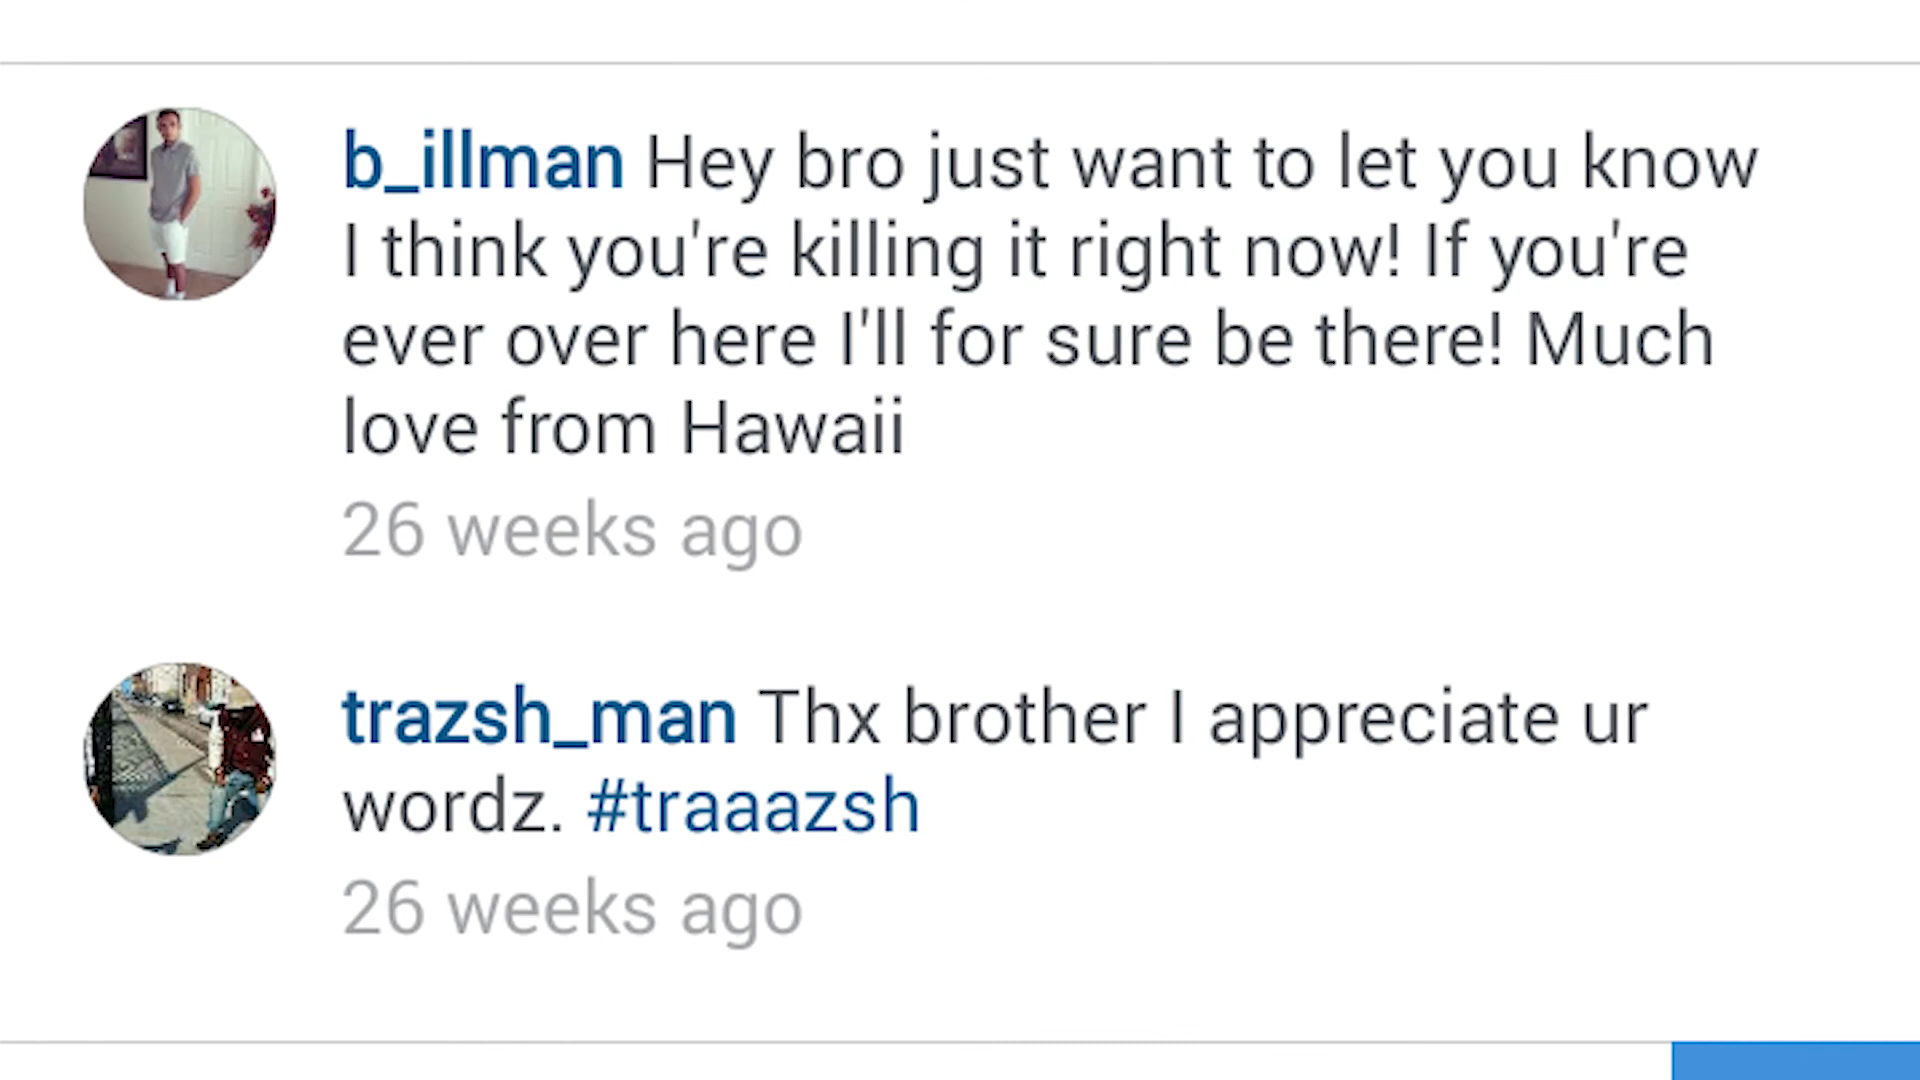 b_illman Hey bro just want to let you know
I think you're killing it right now! If you're
ever over here I'll for sure be there! Much
love from Hawaii
26 weeks ago
trazsh_man Thx brother I appreciate ur
wordz. #traaazsh
26 weeks ago